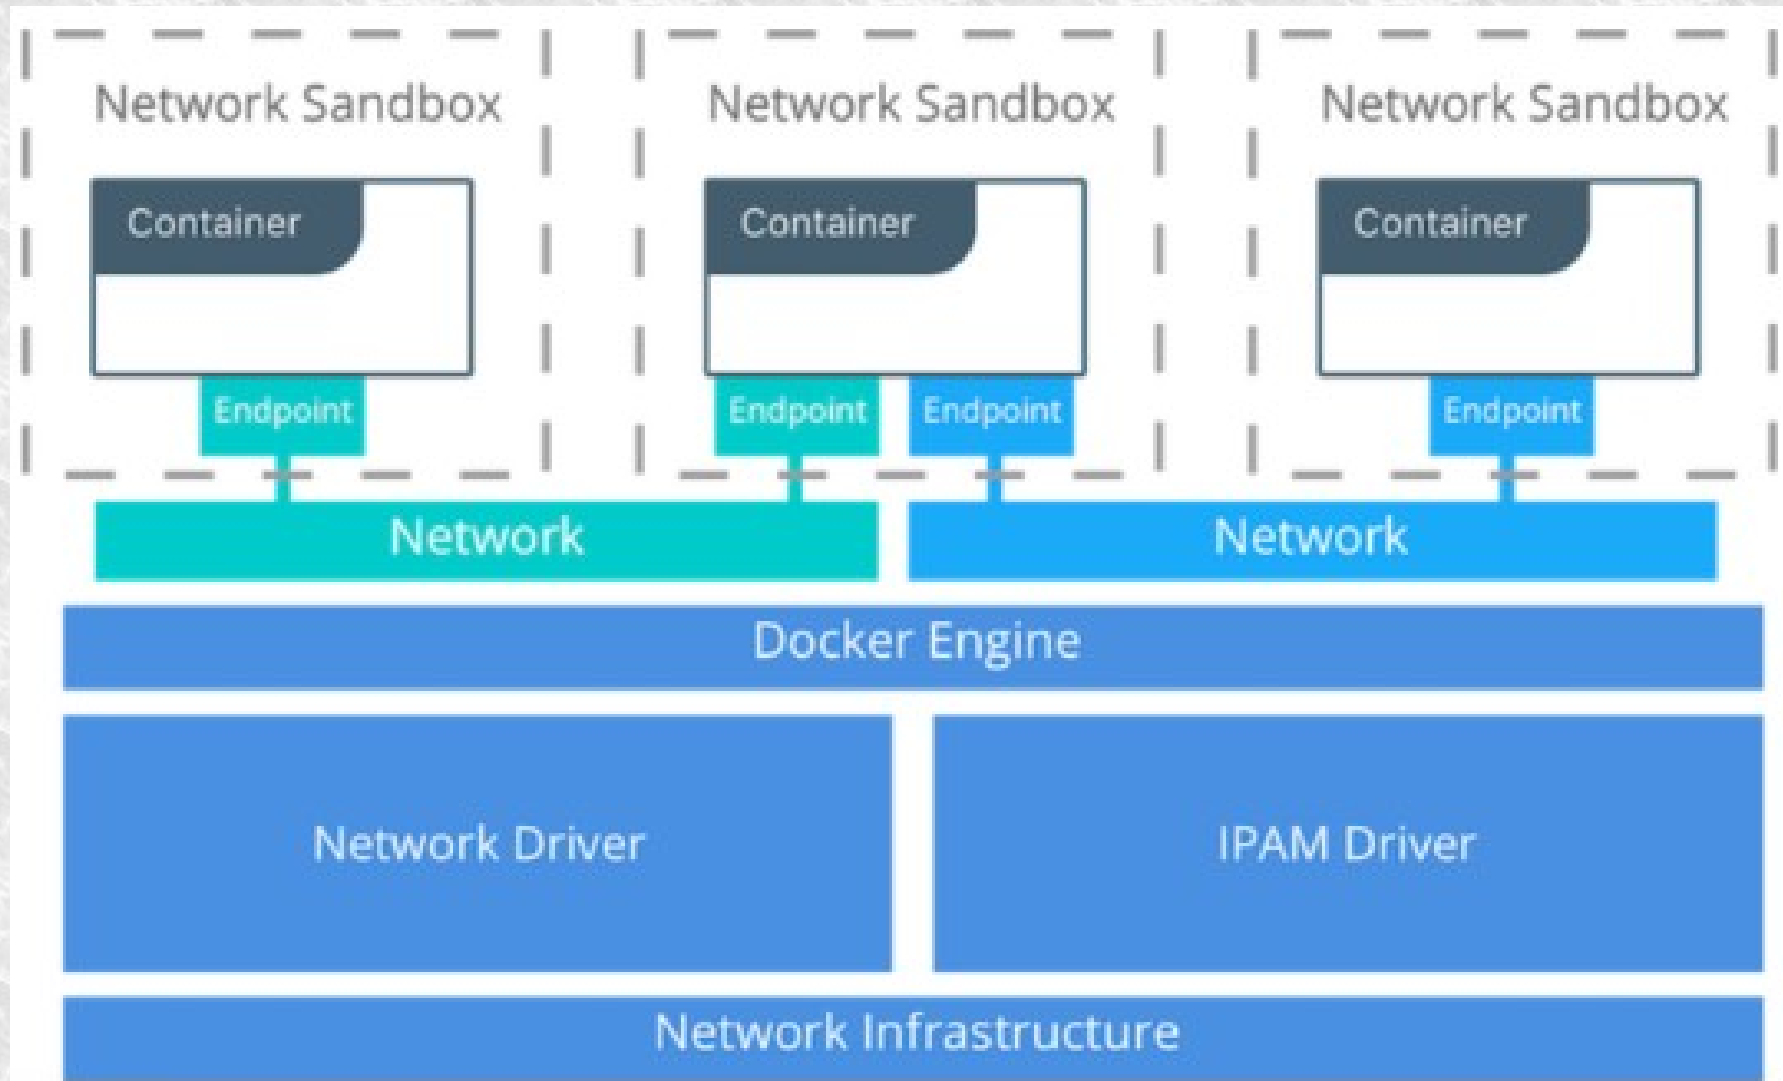 Network Sandbox
Network Sandbox
Network Sandbox
Container
Container
Container
Endpoint
Endpoint
Endpoint
Endpoint
Network
Network
Docker Engine
Network Driver
IPAM Driver
Network Infrastructure